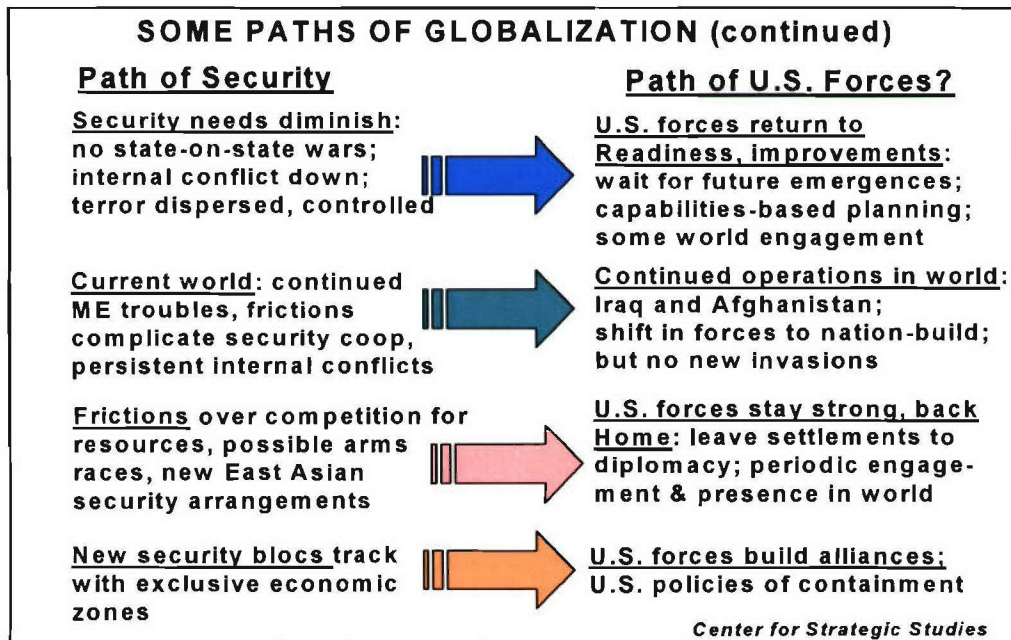 SOME PATHS OF GLOBALIZATION (continued)
Path of Security
Security needs diminish:
no state-on-state wars;
internal conflict down;
terror dispersed, controlled
Current world: continued
ME troubles, frictions
complicate security coop,
persistent internal conflicts
Frictions over competition for
resources, possible arms
races, new East Asian
security arrangements
New security blocs track
with exclusive economic
zones
Path of U.S. Forces?
U.S. forces return to
Readiness, improvements:
wait for future emergences;
capabilities-based planning;
some world engagement
Continued operations in world:
Iraq and Afghanistan;
shift in forces to nation-build;
but no new invasions
U.S. forces stay strong, back
Home: leave settlements to
diplomacy; periodic engage-
ment & presence in world
U.S. forces build alliances;
U.S. policies of containment
Center for Strategic Studies